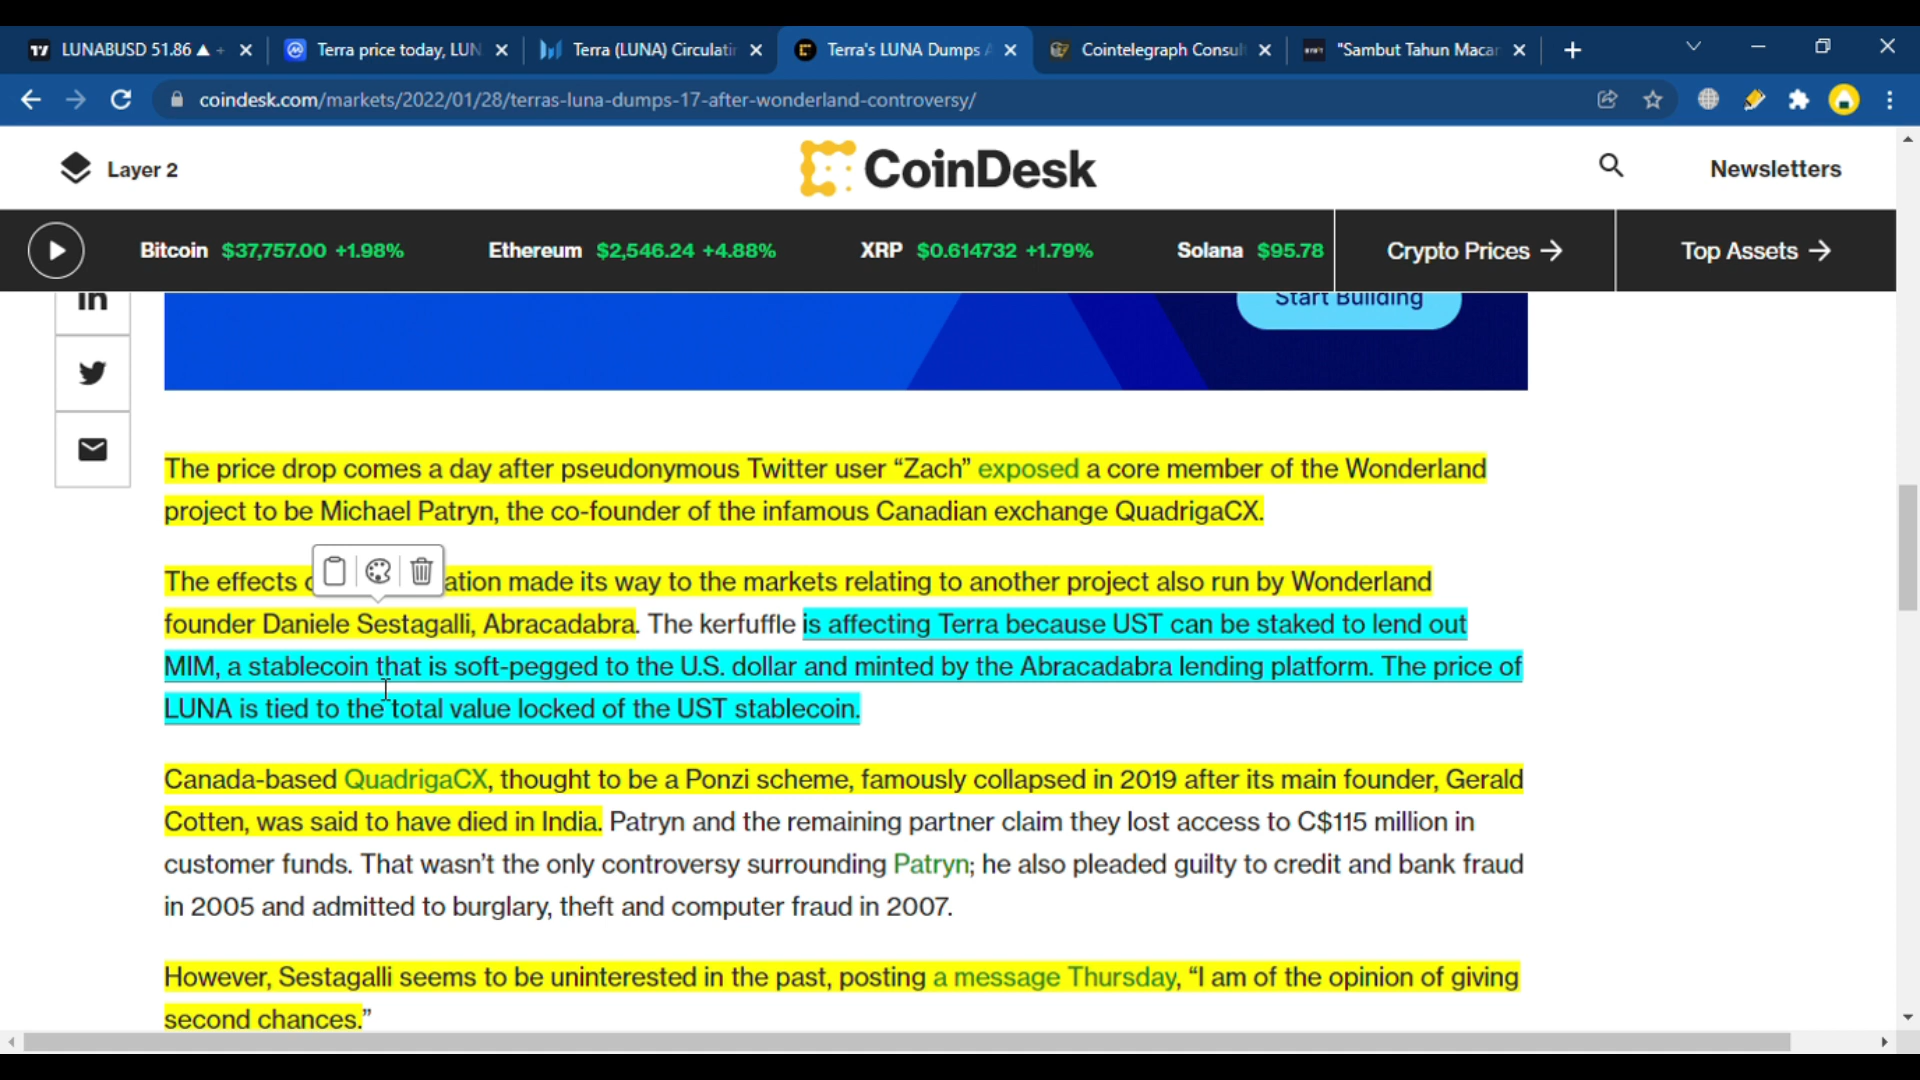 LUNABUSD 51.86 ▲ + Terra price today, LUN Terra (LUNA) Circulatin Terra's LUNA Dumps A Cointelegraph Consult "Sambut Tahun Macan
coindesk.com/markets/2022/01/28/terras-luna-dumps-17-after-wonderland-controversy/
Layer 2 CoinDesk Newsletters
Bitcoin $37,757.00 +1.98% Ethereum $2,546.24 +4.88% XRP $0.614732 +1.79% Solana $95.78 Crypto Prices → Top Assets →
in Start Building
The price drop comes a day after pseudonymous Twitter user “Zach” exposed a core member of the Wonderland
project to be Michael Patryn, the co-founder of the infamous Canadian exchange QuadrigaCX.
The effects ation made its way to the markets relating to another project also run by Wonderland
founder Daniele Sestagalli, Abracadabra. The kerfuffle is affecting Terra because UST can be staked to lend out
MIM, a stablecoin that is soft-pegged to the U.S. dollar and minted by the Abracadabra lending platform. The price of
LUNA is tied to the total value locked of the UST stablecoin.
Canada-based QuadrigaCX, thought to be a Ponzi scheme, famously collapsed in 2019 after its main founder, Gerald
Cotten, was said to have died in India. Patryn and the remaining partner claim they lost access to C$115 million in
customer funds. That wasn’t the only controversy surrounding Patryn; he also pleaded guilty to credit and bank fraud
in 2005 and admitted to burglary, theft and computer fraud in 2007.
However, Sestagalli seems to be uninterested in the past, posting a message Thursday, “I am of the opinion of giving
second chances.”